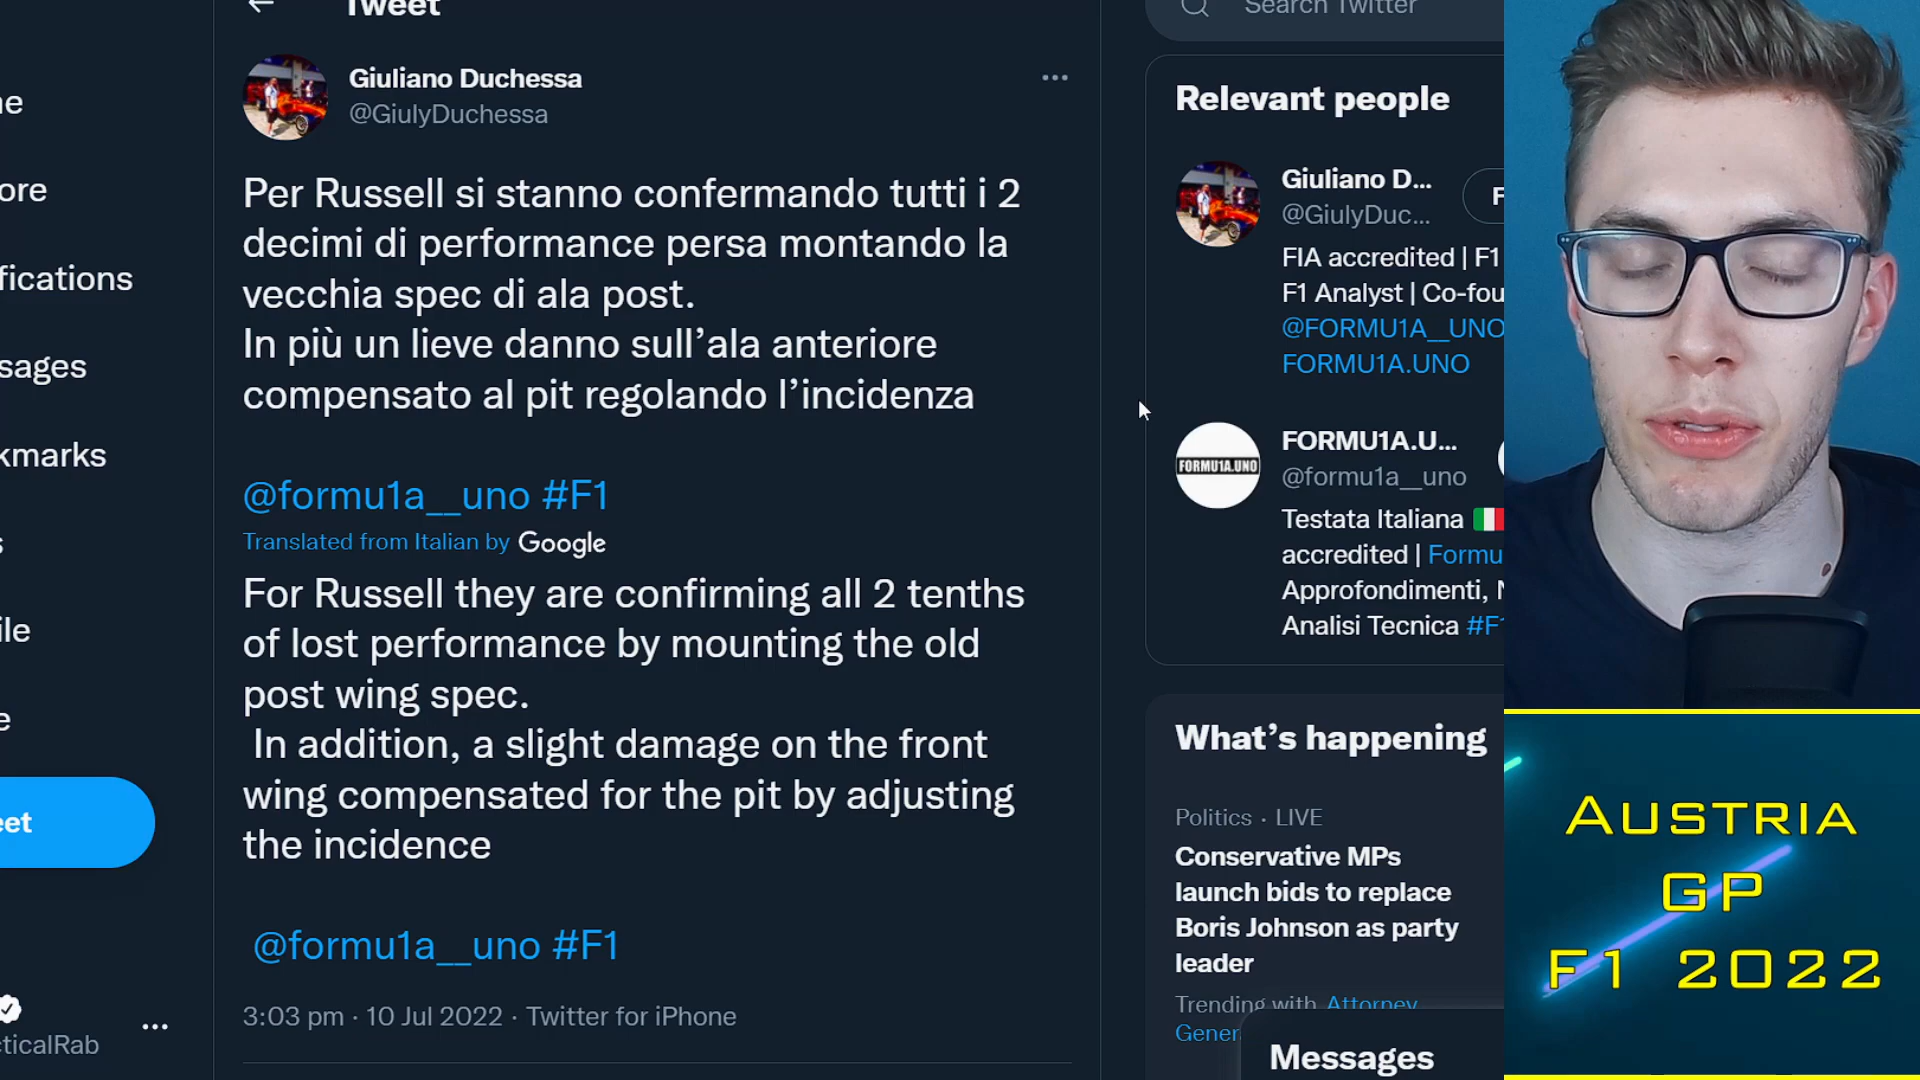 Tweet
Search Twitter
Giuliano Duchessa
@GiulyDuchessa
Per Russell si stanno confermando tutti i 2
decimi di performance persa montando la
vecchia spec di ala post.
In più un lieve danno sull’ala anteriore
compensato al pit regolando l’incidenza
@formu1a__uno #F1
Translated from Italian by Google
For Russell they are confirming all 2 tenths
of lost performance by mounting the old
post wing spec.
In addition, a slight damage on the front
wing compensated for the pit by adjusting
the incidence
@formu1a__uno #F1
3:03 pm · 10 Jul 2022 · Twitter for iPhone
ne
ore
fications
sages
kmarks
s
ile
e
eet
cticalRab
Relevant people
Giuliano D...
F
@GiulyDuc...
FIA accredited | F1
F1 Analyst | Co-fou
@FORMU1A__UNO
FORMU1A.UNO
FORMU1A.UNO
FORMU1A.U...
@formu1a__uno
Testata Italiana
accredited | Formu
Approfondimenti, N
Analisi Tecnica #F1
What’s happening
Politics · LIVE
Conservative MPs
launch bids to replace
Boris Johnson as party
leader
Trending with Attorney
Gener
Messages
AUSTRIA
GP
F1 2022